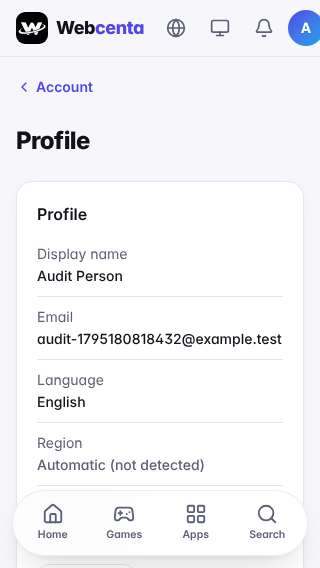 Webcenta
A
Account
Profile
Profile
Display name
Audit Person
Email
audit-1795180818432@example.test
Language
English
Region
Automatic (not detected)
Home
Games
Apps
Search